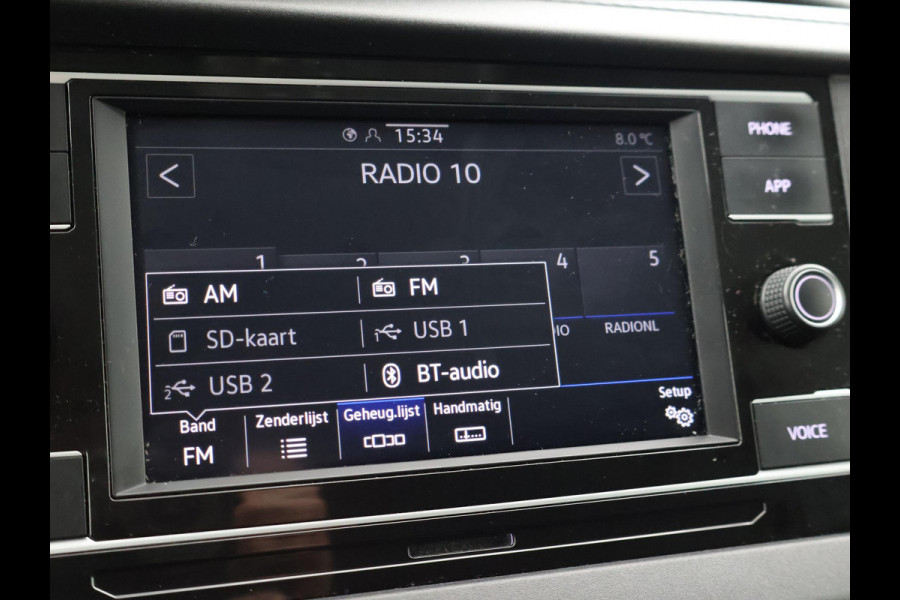 15:34 8.0 °C
PHONE
< RADIO 10 >
APP
1 2 3 4 5
AM FM
SD-kaart USB 1
IO RADIONL
2 USB 2 BT-audio
Setup
Band Zenderlijst Geheug.lijst Handmatig
FM
VOICE